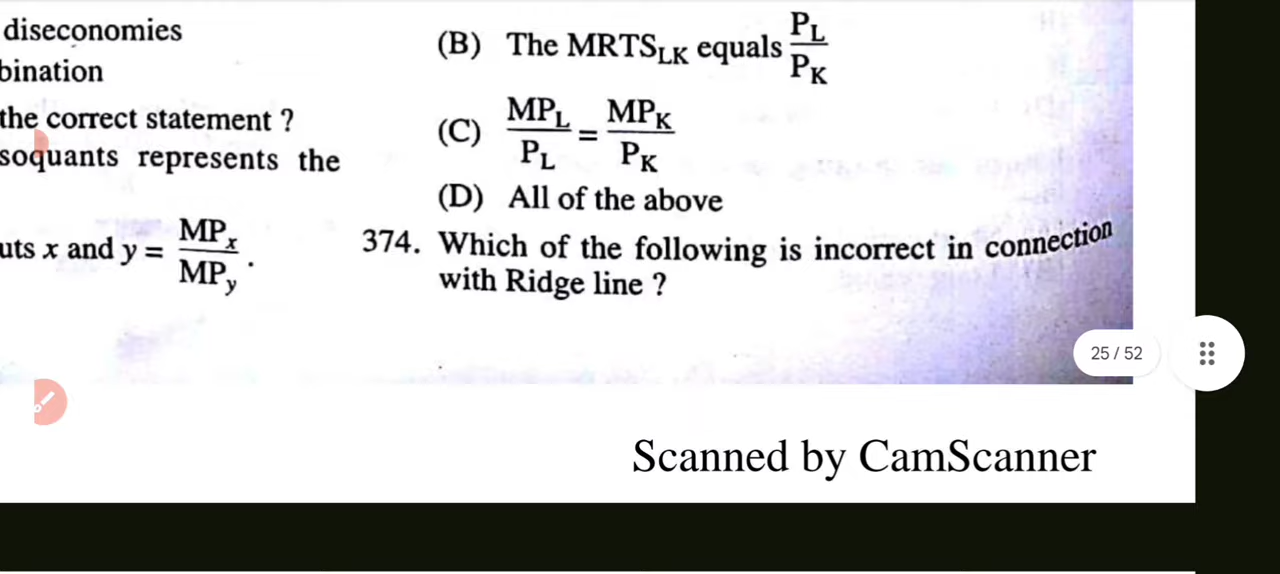 diseconomies
bination
the correct statement ?
soquants represents the
uts x and y = MPx / MPy .
(B) The MRTSLK equals PL / PK
(C) MPL / PL = MPK / PK
(D) All of the above
374. Which of the following is incorrect in connection
with Ridge line ?
25 / 52
Scanned by CamScanner